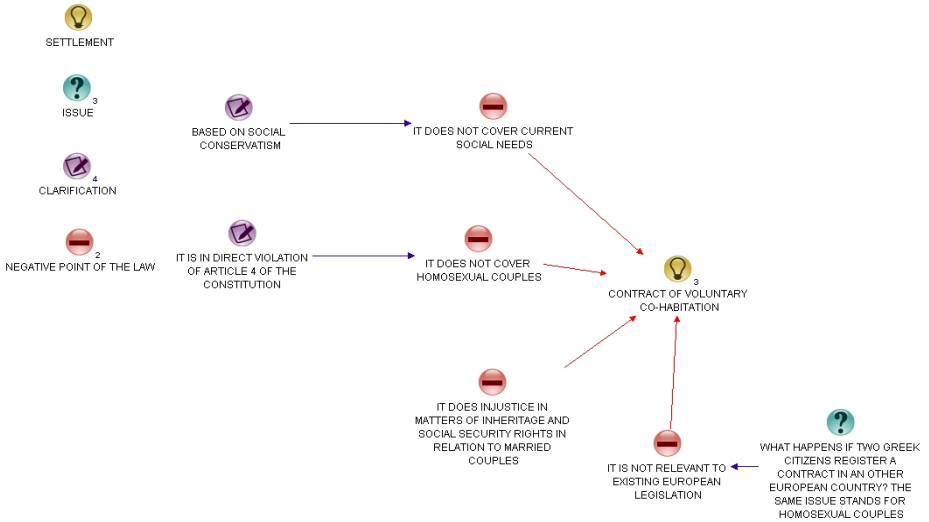 SETTLEMENT
3
ISSUE
4
CLARIFICATION
2
NEGATIVE POINT OF THE LAW
BASED ON SOCIAL
CONSERVATISM
IT DOES NOT COVER CURRENT
SOCIAL NEEDS
IT IS IN DIRECT VIOLATION
OF ARTICLE 4 OF THE
CONSTITUTION
IT DOES NOT COVER
HOMOSEXUAL COUPLES
3
CONTRACT OF VOLUNTARY
CO-HABITATION
IT DOES INJUSTICE IN
MATTERS OF INHERITAGE AND
SOCIAL SECURITY RIGHTS IN
RELATION TO MARRIED
COUPLES
IT IS NOT RELEVANT TO
EXISTING EUROPEAN
LEGISLATION
WHAT HAPPENS IF TWO GREEK
CITIZENS REGISTER A
CONTRACT IN AN OTHER
EUROPEAN COUNTRY? THE
SAME ISSUE STANDS FOR
HOMOSEXUAL COUPLES